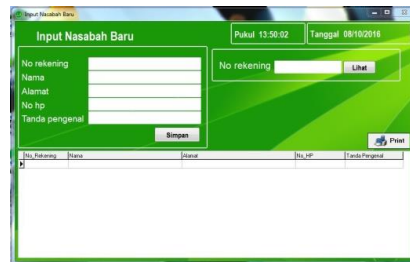 Input Nasabah Baru
Input Nasabah Baru
Pukul 13:50:02
Tanggal 08/10/2016
No rekening
Nama
Alamat
No hp
Tanda pengenal
Simpan
No rekening
Lihat
Print
No_Rekening Nama Alamat No_HP Tanda Pengenal